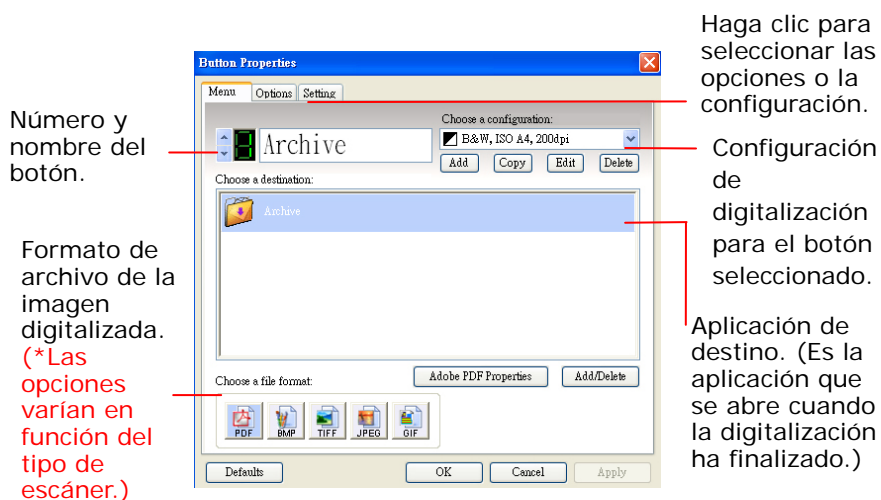 Haga clic para
seleccionar las
opciones o la
configuración.
Número y
nombre del
botón.
Formato de
archivo de la
imagen
digitalizada.
(*Las
opciones
varían en
función del
tipo de
escáner.)
Button Properties
Menu Options Setting
Choose a configuration:
3 Archive
B&W, ISO A4, 200dpi
Add Copy Edit Delete
Choose a destination:
Archive
Choose a file format:
Adobe PDF Properties Add/Delete
PDF BMP TIFF JPEG GIF
Defaults OK Cancel Apply
Configuración
de
digitalización
para el botón
seleccionado.
Aplicación de
destino. (Es la
aplicación que
se abre cuando
la digitalización
ha finalizado.)